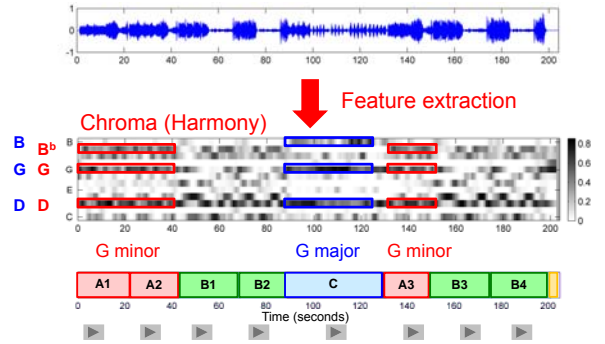 1
0
-1
0 20 40 60 80 100 120 140 160 180 200
Feature extraction
Chroma (Harmony)
B Bb B
G G G
E
D D D
C
0.8
0.6
0.4
0.2
0
0 20 40 60 80 100 120 140 160 180 200
G minor G major G minor
A1 A2 B1 B2 C A3 B3 B4
0 20 40 60 80 100 120 140 160 180 200
Time (seconds)